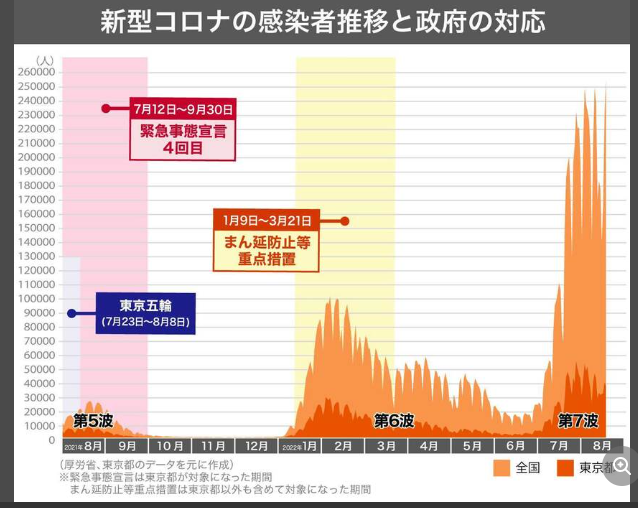 新型コロナの感染者推移と政府の対応
(人)
260000
250000
240000
230000
220000
210000
200000
190000
180000
170000
160000
150000
140000
130000
120000
110000
100000
90000
80000
70000
60000
50000
40000
30000
20000
10000
0
7月12日〜9月30日
緊急事態宣言
4回目
1月9日〜3月21日
まん延防止等
重点措置
東京五輪
(7月23日〜8月8日)
第5波
第6波
第7波
2021年 8月 9月 10月 11月 12月 2022年 1月 2月 3月 4月 5月 6月 7月 8月
(厚労省、東京都のデータを元に作成)
※緊急事態宣言は東京都が対象になった期間
まん延防止等重点措置は東京都以外も含めて対象になった期間
全国 東京都